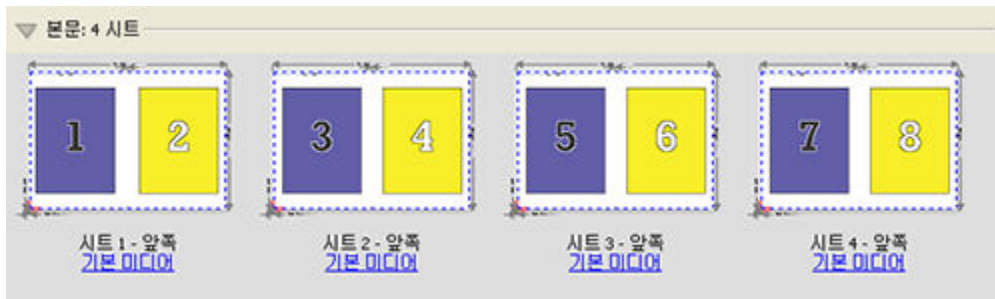 본문: 4 시트
1 2 3 4 5 6 7 8
시트 1 - 앞쪽 시트 2 - 앞쪽 시트 3 - 앞쪽 시트 4 - 앞쪽
기본 미디어 기본 미디어 기본 미디어 기본 미디어